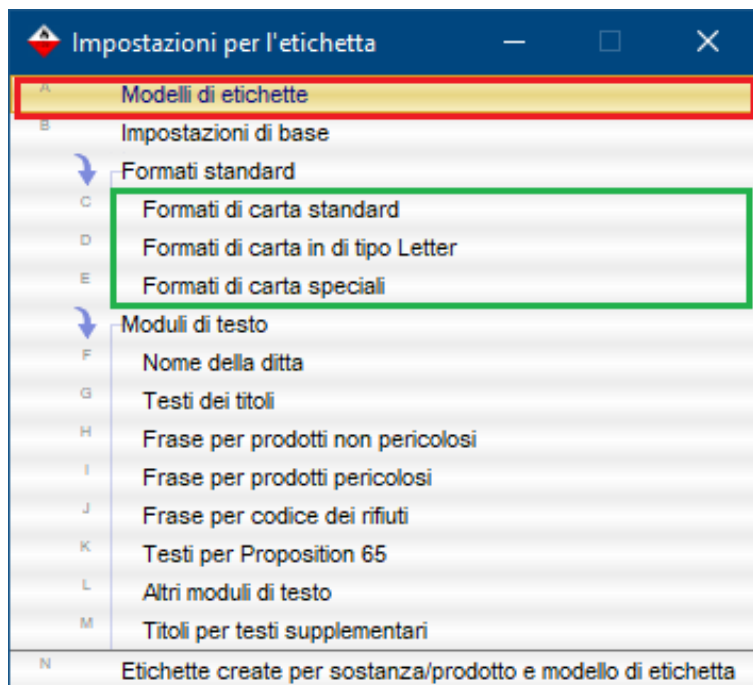 Impostazioni per l'etichetta
A Modelli di etichette
B Impostazioni di base
Formati standard
C Formati di carta standard
D Formati di carta in di tipo Letter
E Formati di carta speciali
Moduli di testo
F Nome della ditta
G Testi dei titoli
H Frase per prodotti non pericolosi
I Frase per prodotti pericolosi
J Frase per codice dei rifiuti
K Testi per Proposition 65
L Altri moduli di testo
M Titoli per testi supplementari
N Etichette create per sostanza/prodotto e modello di etichetta